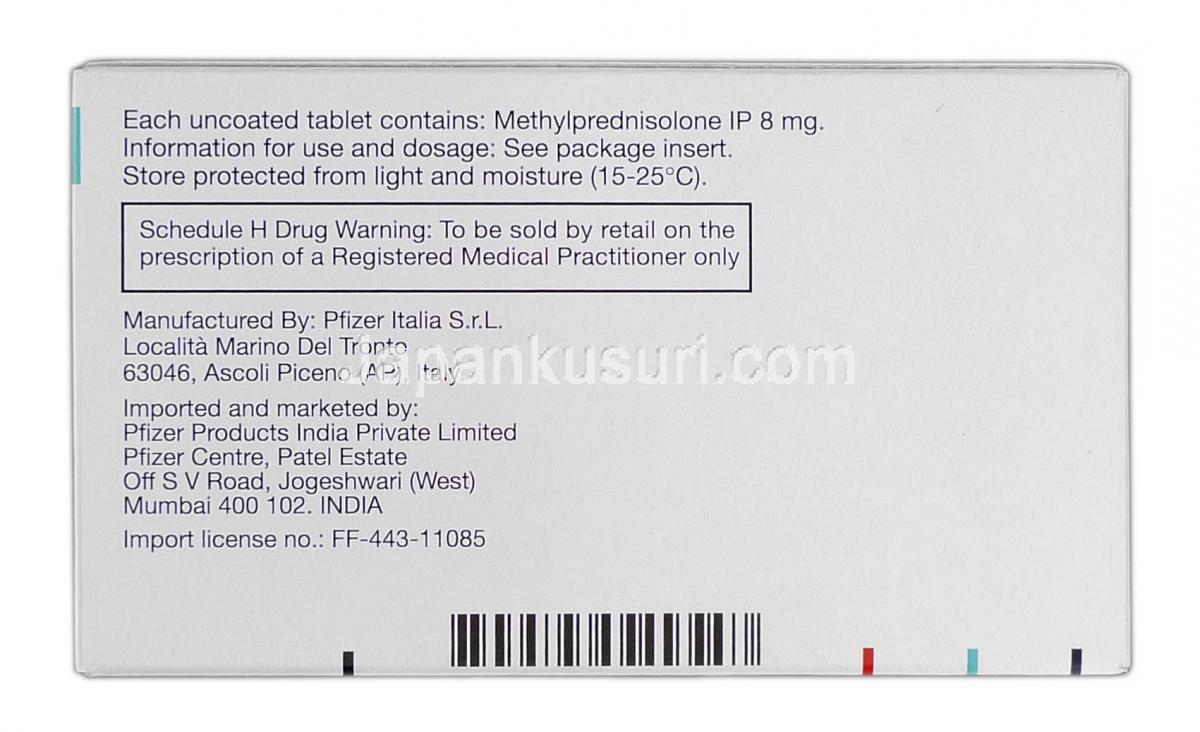 Each uncoated tablet contains: Methylprednisolone IP 8 mg.
Information for use and dosage: See package insert.
Store protected from light and moisture (15-25°C).
Schedule H Drug Warning: To be sold by retail on the
prescription of a Registered Medical Practitioner only
Manufactured By: Pfizer Italia S.r.L.
Località Marino Del Tronto
63046, Ascoli Piceno (AP), Italy
japankusuri.com
Imported and marketed by:
Pfizer Products India Private Limited
Pfizer Centre, Patel Estate
Off S V Road, Jogeshwari (West)
Mumbai 400 102. INDIA
Import license no.: FF-443-11085